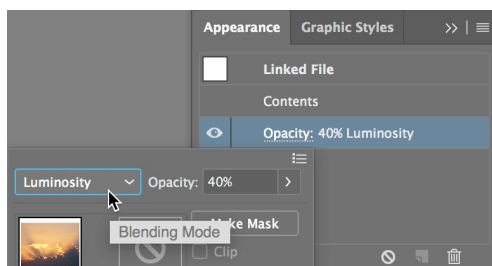 Appearance Graphic Styles
Linked File
Contents
Opacity: 40% Luminosity
Luminosity Opacity: 40%
Make Mask
Blending Mode
Clip